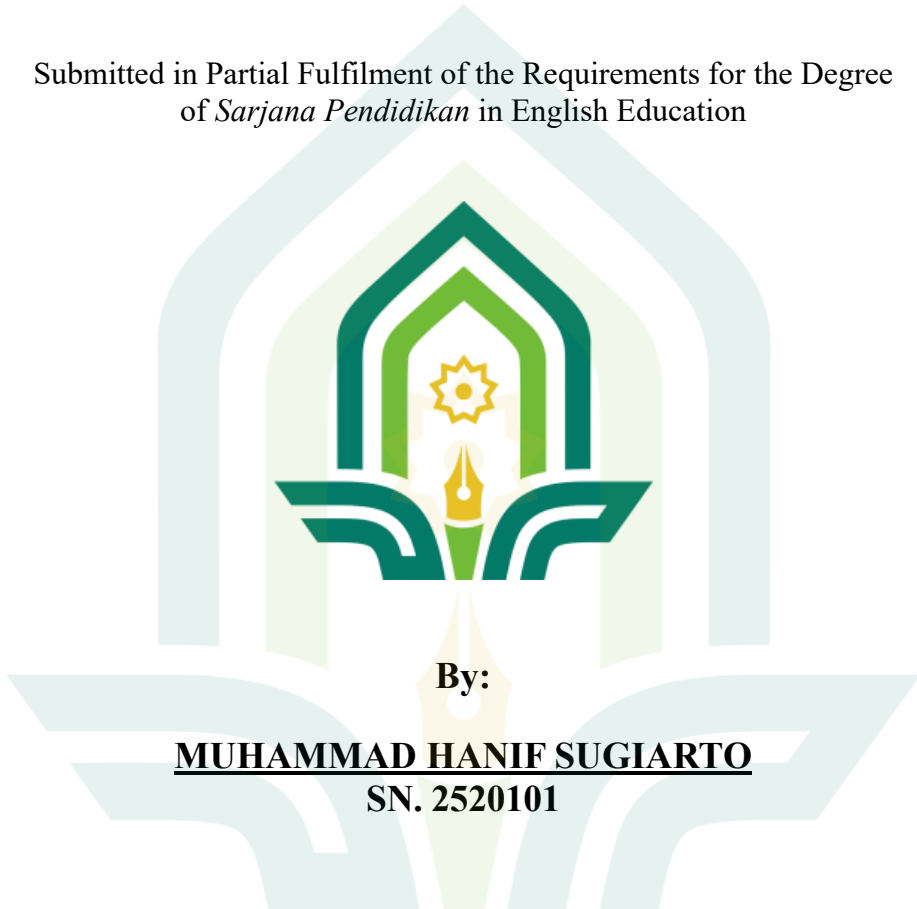 Submitted in Partial Fulfilment of the Requirements for the Degree
of Sarjana Pendidikan in English Education
By:
MUHAMMAD HANIF SUGIARTO
SN. 2520101